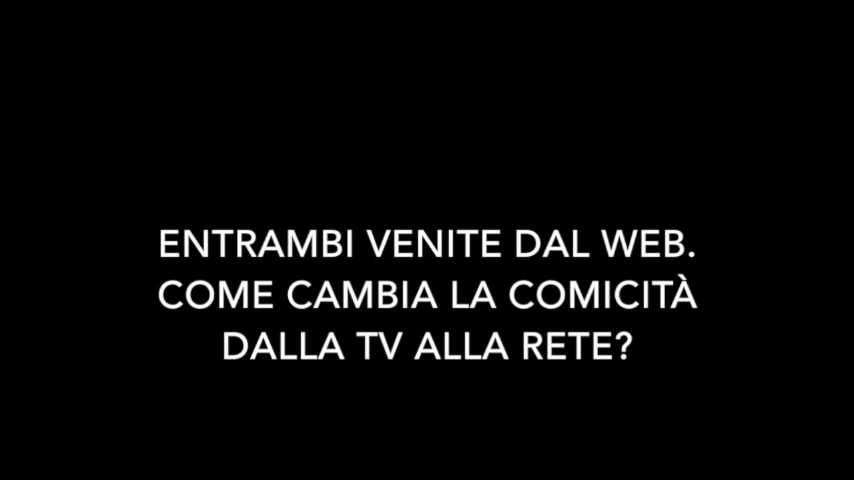 ENTRAMBI VENITE DAL WEB.
COME CAMBIA LA COMICITÀ
DALLA TV ALLA RETE?